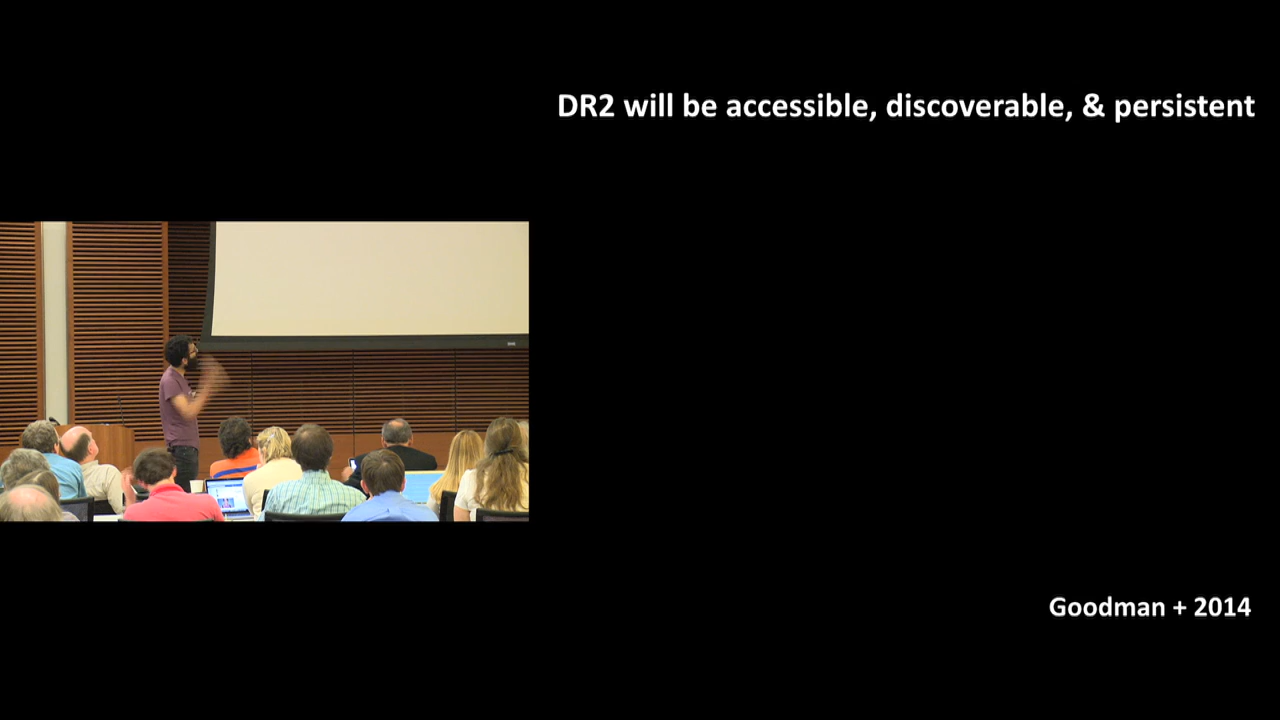 DR2 will be accessible, discoverable, & persistent
Goodman + 2014